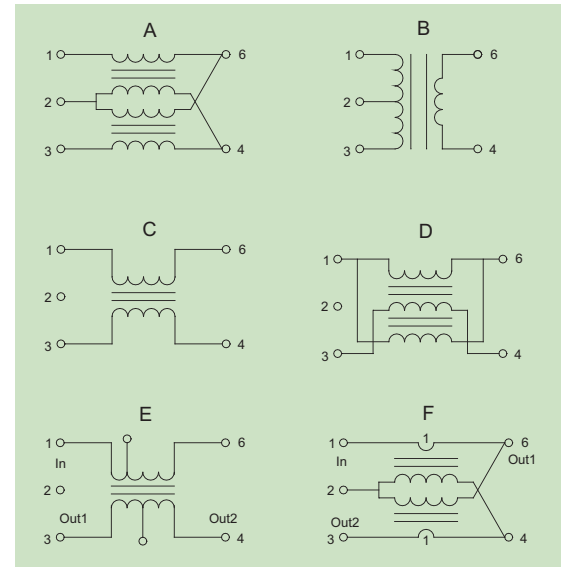 A B
1 6 1 6
2 2
3 4 3 4
C D
1 6 1 6
2 2
3 4 3 4
E F
1 6 1 1 6
In In Out1
2 2
Out1 Out2 Out2
3 4 3 1 4